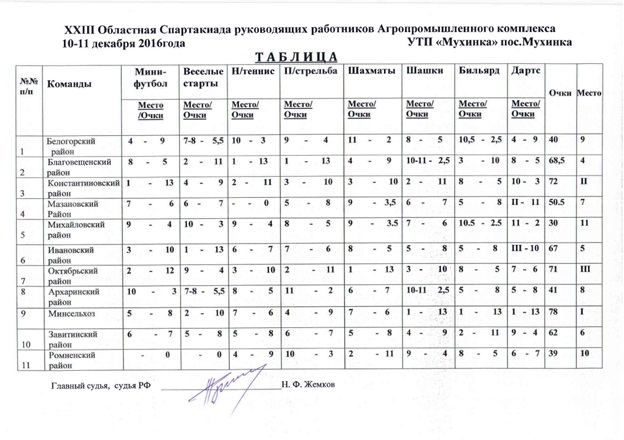 XXIII Областная Спартакиада руководящих работников Агропромышленного комплекса
10-11 декабря 2016года УТП «Мухинка» пос.Мухинка
Т А Б Л И Ц А
№№ п/п Команды Мини-футбол Веселые старты Н/теннис П/стрельба Шахматы Шашки Бильярд Дартс Очки Место
Место /Очки Место/ Очки Место/ Очки Место/ Очки Место/ Очки Место/ Очки Место/ Очки Место/ Очки
1 Белогорский район 4 - 9 7-8 - 5,5 10 - 3 9 - 4 11 - 2 8 - 5 10,5 - 2,5 4 - 9 40 9
2 Благовещенский район 8 - 5 2 - 11 1 - 13 1 - 13 4 - 9 10-11 - 2,5 3 - 10 8 - 5 68,5 4
3 Константиновский район 1 - 13 4 - 9 2 - 11 3 - 10 3 - 10 2 - 11 8 - 5 10 - 3 72 II
4 Мазановский Район 7 - 6 6 - 7 - - 0 5 - 8 9 - 3,5 6 - 7 5 - 8 II - 11 50.5 7
5 Михайловский район 9 - 4 10 - 3 9 - 4 8 - 5 9 - 3.5 7 - 6 10.5 - 2.5 11 - 2 30 11
6 Ивановский район 3 - 10 1 - 13 6 - 7 7 - 6 8 - 5 5 - 8 5 - 8 III - 10 67 5
7 Октябрьский район 2 - 12 9 - 4 3 - 10 2 - 11 1 - 13 3 - 10 8 - 5 7 - 6 71 III
8 Архаринский район 10 - 3 7-8 - 5,5 8 - 5 11 - 2 6 - 7 10-11 2,5 5 - 8 5 - 8 41 8
9 Минсельхоз 5 - 8 2 - 10 7 - 6 4 - 9 7 - 6 1 - 13 1 - 13 1 - 13 78 I
10 Завитинский район 6 - 7 5 - 8 5 - 8 6 - 7 5 - 8 4 - 9 2 - 11 9 - 4 62 6
11 Ромненский район - 0 - 0 4 - 9 10 - 3 2 - 11 9 - 4 8 - 5 6 - 7 39 10
Главный судья, судья РФ Н. Ф. Жемков